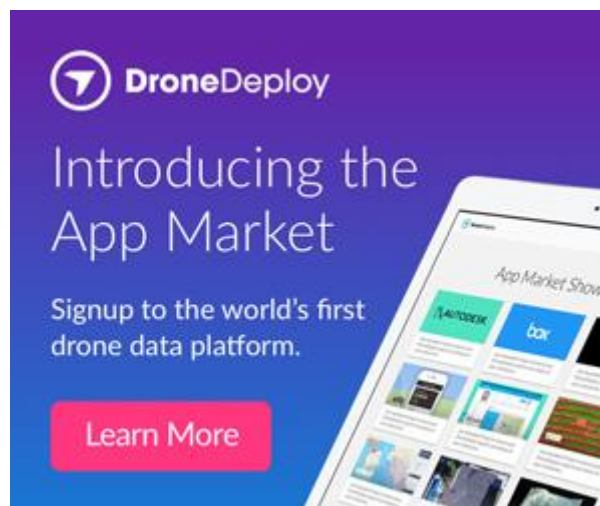 DroneDeploy
Introducing the
App Market
Signup to the world's first
drone data platform.
Learn More
DroneDeploy
App Market Show
AUTODESK
box